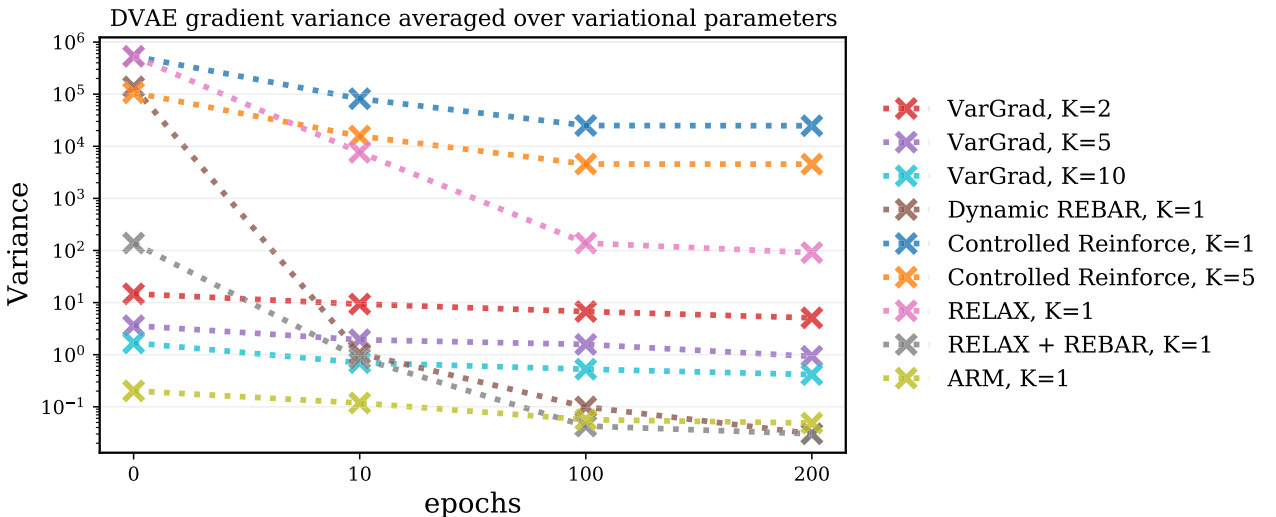 DVAE gradient variance averaged over variational parameters
Variance
10⁶
10⁵
10⁴
10³
10²
10¹
10⁰
10⁻¹
0
10
100
200
epochs
VarGrad, K=2
VarGrad, K=5
VarGrad, K=10
Dynamic REBAR, K=1
Controlled Reinforce, K=1
Controlled Reinforce, K=5
RELAX, K=1
RELAX + REBAR, K=1
ARM, K=1